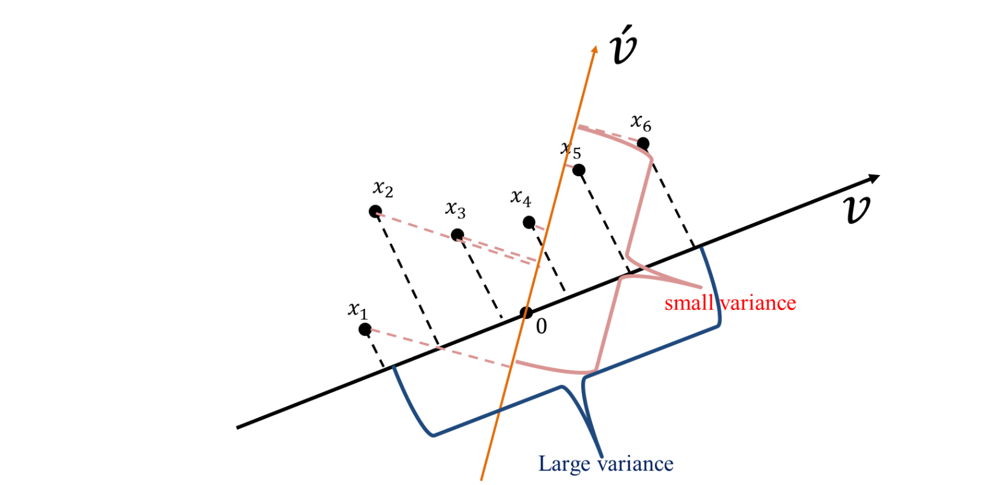 v́
x₆
x₅
x₂
x₄
x₃
v
small variance
x₁
0
Large variance